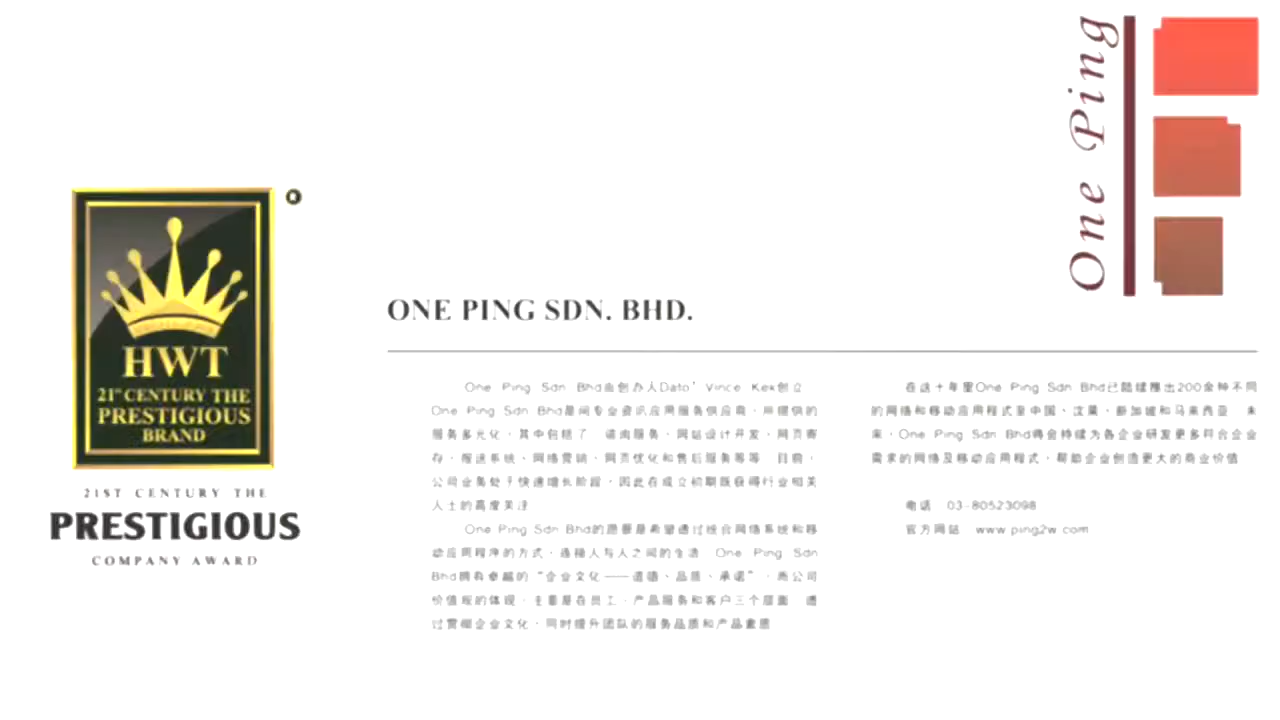 One Ping
®
HWT
21st CENTURY THE
PRESTIGIOUS
BRAND
21ST CENTURY THE
PRESTIGIOUS
COMPANY AWARD
ONE PING SDN. BHD.
One Ping Sdn Bhd由创办人Dato' Vince Kek创立
One Ping Sdn Bhd是间专业资讯应用服务供应商，所提供的
服务多元化，其中包括了 谘询服务、网站设计开发、网页寄
存、报送系统、网络营销、网页优化和售后服务等等 目前，
公司业务处于快速增长阶段，因此在成立初期既获得行业相关
人士的高度关注
One Ping Sdn Bhd的愿景是希望通过结合网络系统和移
动应用程序的方式，连接人与人之间的生活 One Ping Sdn
Bhd拥有卓越的“企业文化——道德、品质、承诺”，而公司
价值观的体现，主要是在员工、产品服务和客户三个层面 透
过贯彻企业文化，同时提升团队的服务品质和产品素质
在这十年里One Ping Sdn Bhd已陆续推出200余种不同
的网络和移动应用程式至中国、汶莱、新加坡和马来西亚 未
来，One Ping Sdn Bhd将会持续为各企业研发更多符合企业
需求的网络及移动应用程式，帮助企业创造更大的商业价值
电话 03-80523098
官方网站 www.ping2w.com